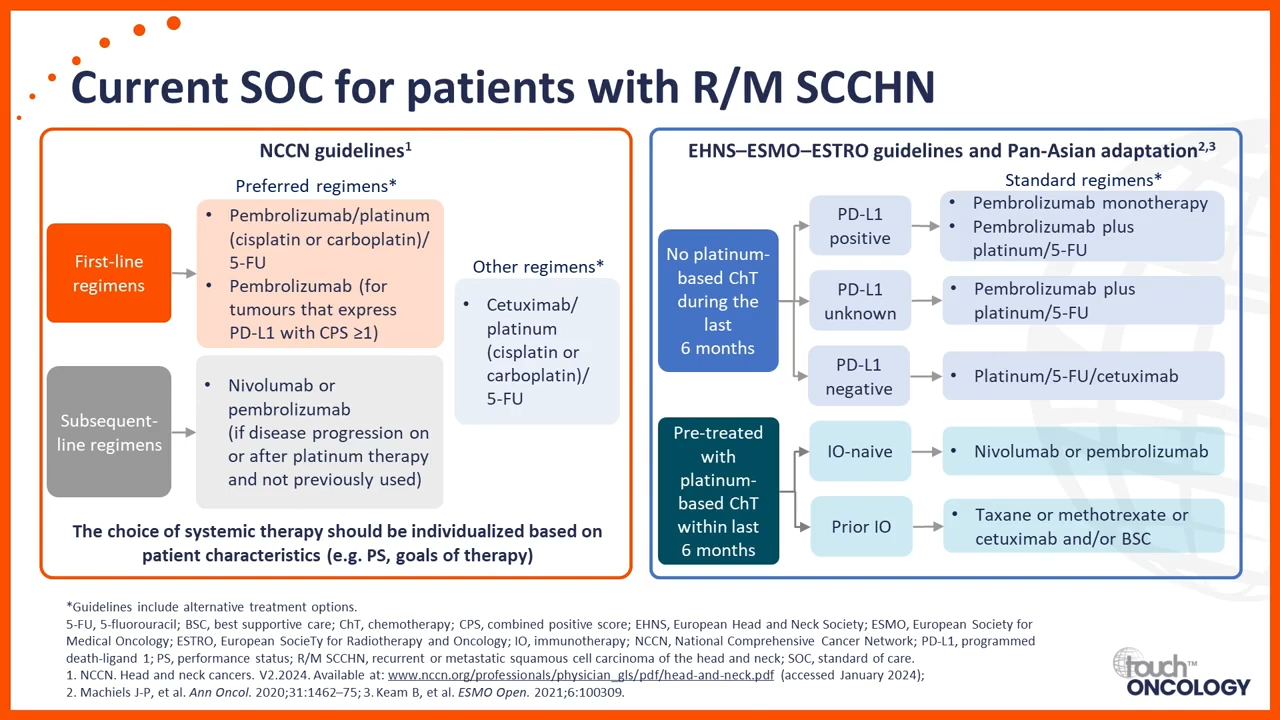 Current SOC for patients with R/M SCCHN
NCCN guidelines1
Preferred regimens*
First-line
regimens
• Pembrolizumab/platinum
(cisplatin or carboplatin)/
5-FU
• Pembrolizumab (for
tumours that express
PD-L1 with CPS ≥1)
Other regimens*
• Cetuximab/
platinum
(cisplatin or
carboplatin)/
5-FU
Subsequent-
line regimens
• Nivolumab or
pembrolizumab
(if disease progression on
or after platinum therapy
and not previously used)
The choice of systemic therapy should be individualized based on
patient characteristics (e.g. PS, goals of therapy)
EHNS–ESMO–ESTRO guidelines and Pan-Asian adaptation2,3
Standard regimens*
No platinum-
based ChT
during the
last
6 months
PD-L1
positive
• Pembrolizumab monotherapy
• Pembrolizumab plus
platinum/5-FU
PD-L1
unknown
• Pembrolizumab plus
platinum/5-FU
PD-L1
negative
• Platinum/5-FU/cetuximab
Pre-treated
with
platinum-
based ChT
within last
6 months
IO-naive
• Nivolumab or pembrolizumab
Prior IO
• Taxane or methotrexate or
cetuximab and/or BSC
*Guidelines include alternative treatment options.
5-FU, 5-fluorouracil; BSC, best supportive care; ChT, chemotherapy; CPS, combined positive score; EHNS, European Head and Neck Society; ESMO, European Society for
Medical Oncology; ESTRO, European SocieTy for Radiotherapy and Oncology; IO, immunotherapy; NCCN, National Comprehensive Cancer Network; PD-L1, programmed
death-ligand 1; PS, performance status; R/M SCCHN, recurrent or metastatic squamous cell carcinoma of the head and neck; SOC, standard of care.
1. NCCN. Head and neck cancers. V2.2024. Available at: www.nrccn.org/professionals/physician_gls/pdf/head-and-neck.pdf (accessed January 2024);
2. Machiels J-P, et al. Ann Oncol. 2020;31:1462–75; 3. Keam B, et al. ESMO Open. 2021;6:100309.
touch™
ONCOLOGY